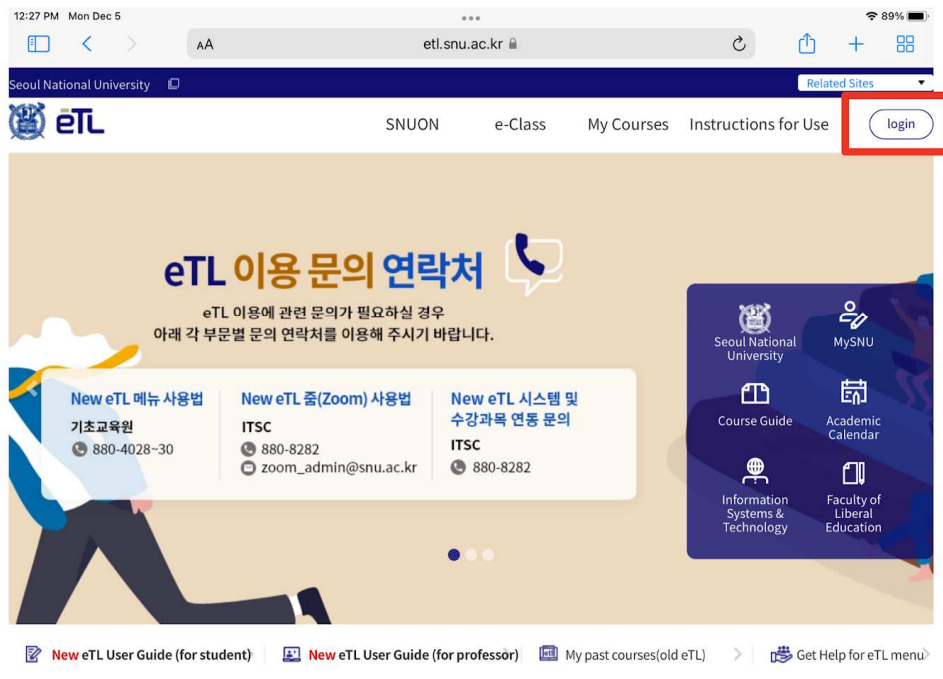 12:27 PM Mon Dec 5
89%
AA
etl.snu.ac.kr
Seoul National University
Related Sites
eTL
SNUON
e-Class
My Courses
Instructions for Use
login
eTL 이용 문의 연락처
eTL 이용에 관련 문의가 필요하실 경우
아래 각 부문별 문의 연락처를 이용해 주시기 바랍니다.
New eTL 메뉴 사용법
기초교육원
880-4028~30
New eTL 줌(Zoom) 사용법
ITSC
880-8282
zoom_admin@snu.ac.kr
New eTL 시스템 및
수강과목 연동 문의
ITSC
880-8282
Seoul National
University
MySNU
Course Guide
Academic
Calendar
Information
Systems &
Technology
Faculty of
Liberal
Education
New eTL User Guide (for student)
New eTL User Guide (for professor)
My past courses(old eTL)
Get Help for eTL menu